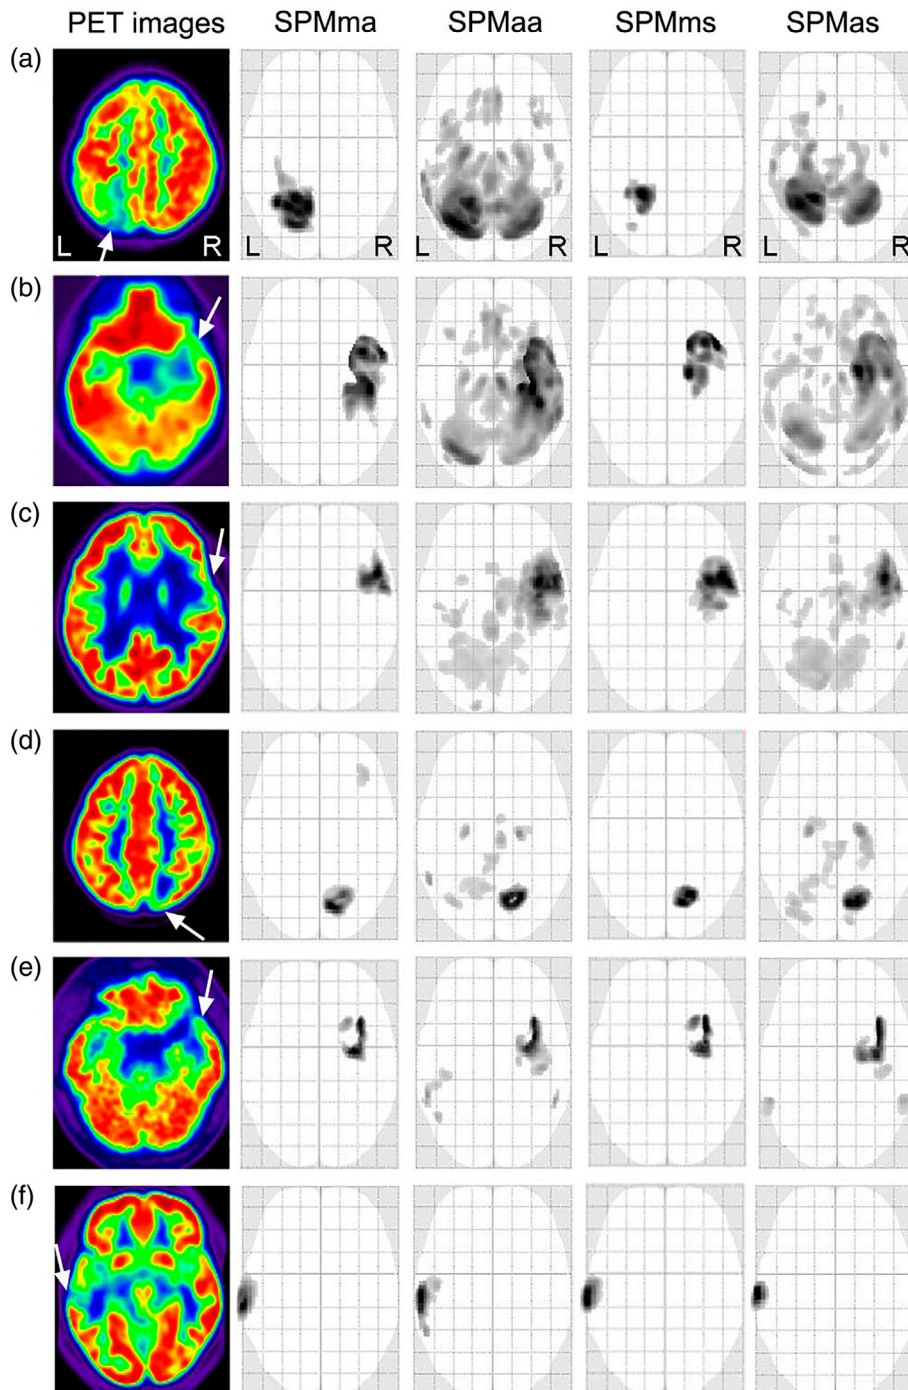 PET images SPMma SPMaa SPMms SPMas
(a)
L R L R L R L R L R
(b)
(c)
(d)
(e)
(f)